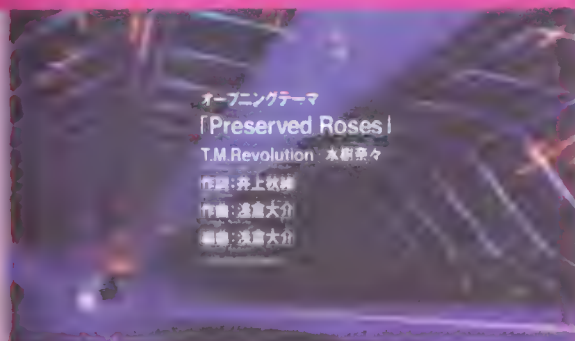 オープニングテーマ
「Preserved Roses」
T.M.Revolution 水樹奈々
作詞:井上秋緒
作曲:浅倉大介
編曲:浅倉大介